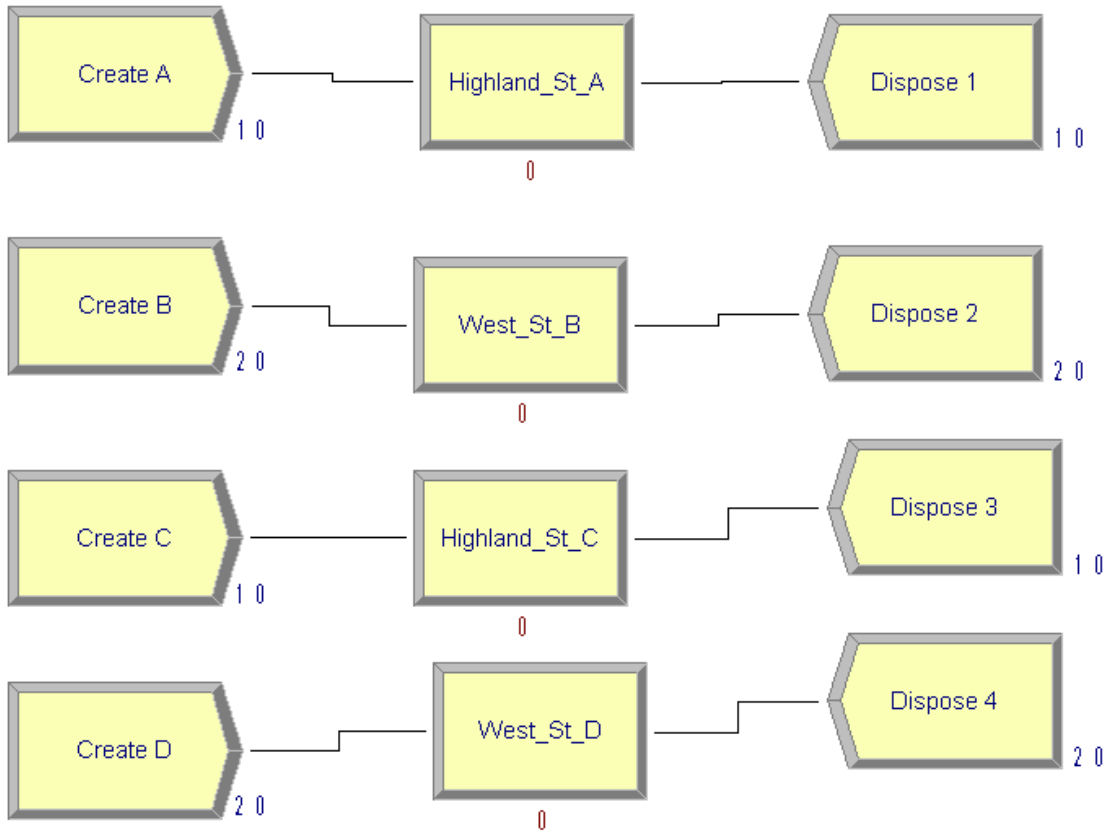 Create A
Highland_St_A
Dispose 1
1 0
1 0
0
Create B
West_St_B
Dispose 2
2 0
2 0
0
Create C
Highland_St_C
Dispose 3
1 0
1 0
0
Create D
West_St_D
Dispose 4
2 0
2 0
0